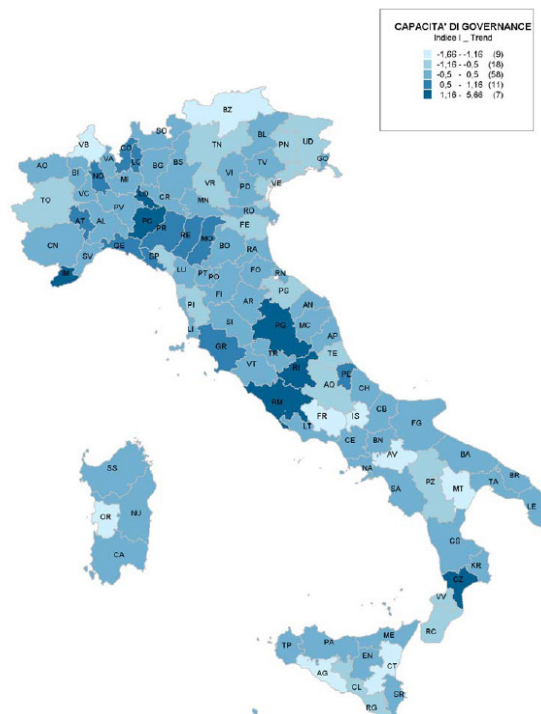 CAPACITA' DI GOVERNANCE
Indice I _ Trend
-1,66 - -1,16 (9)
-1,16 - -0,5 (18)
-0,5 - 0,5 (58)
0,5 - 1,16 (11)
1,16 - 5,66 (7)
BZ
SO
VB
BL
UD
TN
PN
CO
LC
VA
AO
BI
BG
BS
TV
GO
VI
NO
MI
VR
PD
VE
TO
VC
LO
CR
MN
PV
RO
AT
AL
PC
PR
FE
RE
MO
GE
BO
RA
CN
SV
SP
IM
LU
PT
PO
FO
RN
FI
PS
PI
AR
AN
LI
SI
PG
MC
AP
GR
TR
TE
VT
RI
PE
AQ
CH
RM
FR
IS
CB
LT
FG
CE
BN
BA
NA
AV
SS
PZ
MT
TA
BR
SA
LE
OR
NU
CS
CA
KR
CZ
VV
RC
ME
TP
PA
EN
CT
AG
CL
SR
RG